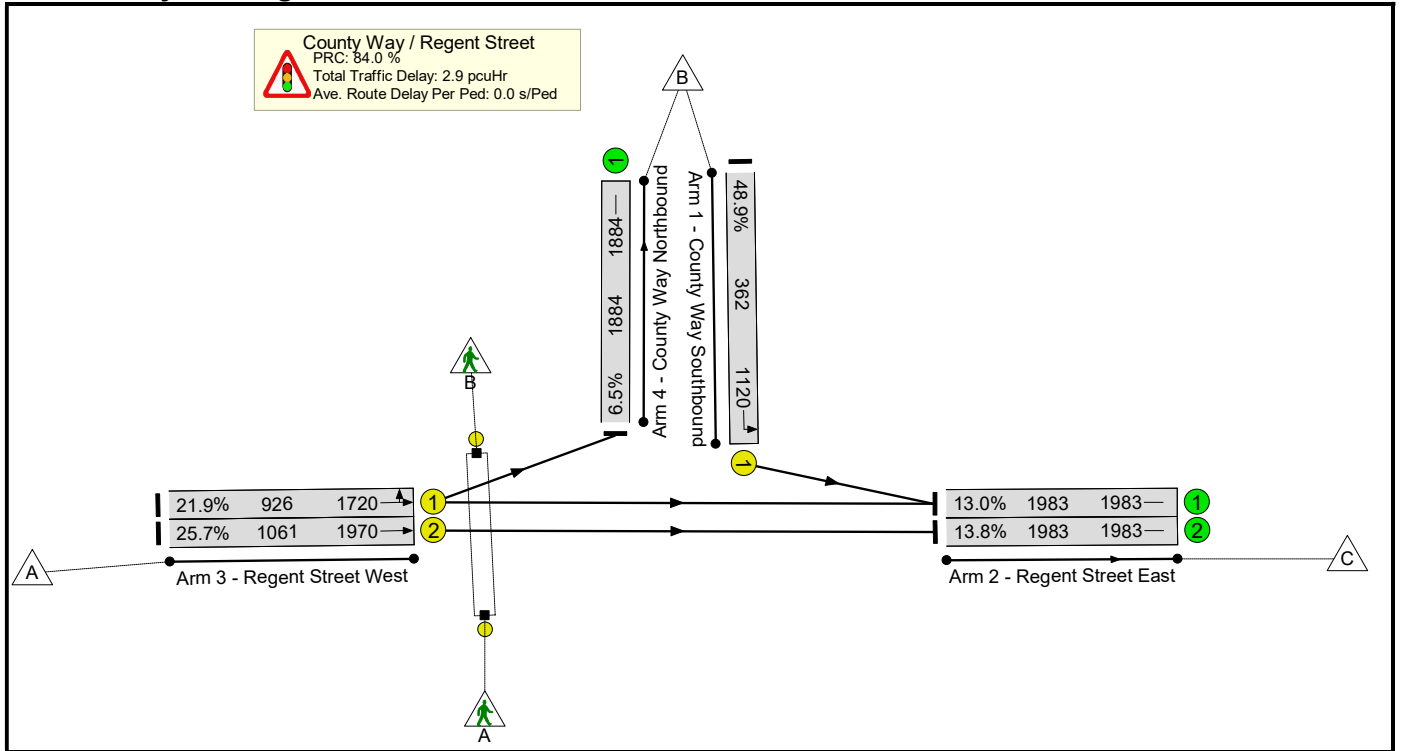 County Way / Regent Street
PRC: 84.0 %
Total Traffic Delay: 2.9 pcuHr
Ave. Route Delay Per Ped: 0.0 s/Ped
B
1
1884
1884
6.5%
Arm 4 - County Way Northbound
Arm 1 - County Way Southbound
48.9%
362
1120
1
B
21.9% 926 1720 1
25.7% 1061 1970 2
A
Arm 3 - Regent Street West
13.0% 1983 1983 1
13.8% 1983 1983 2
Arm 2 - Regent Street East
C
A